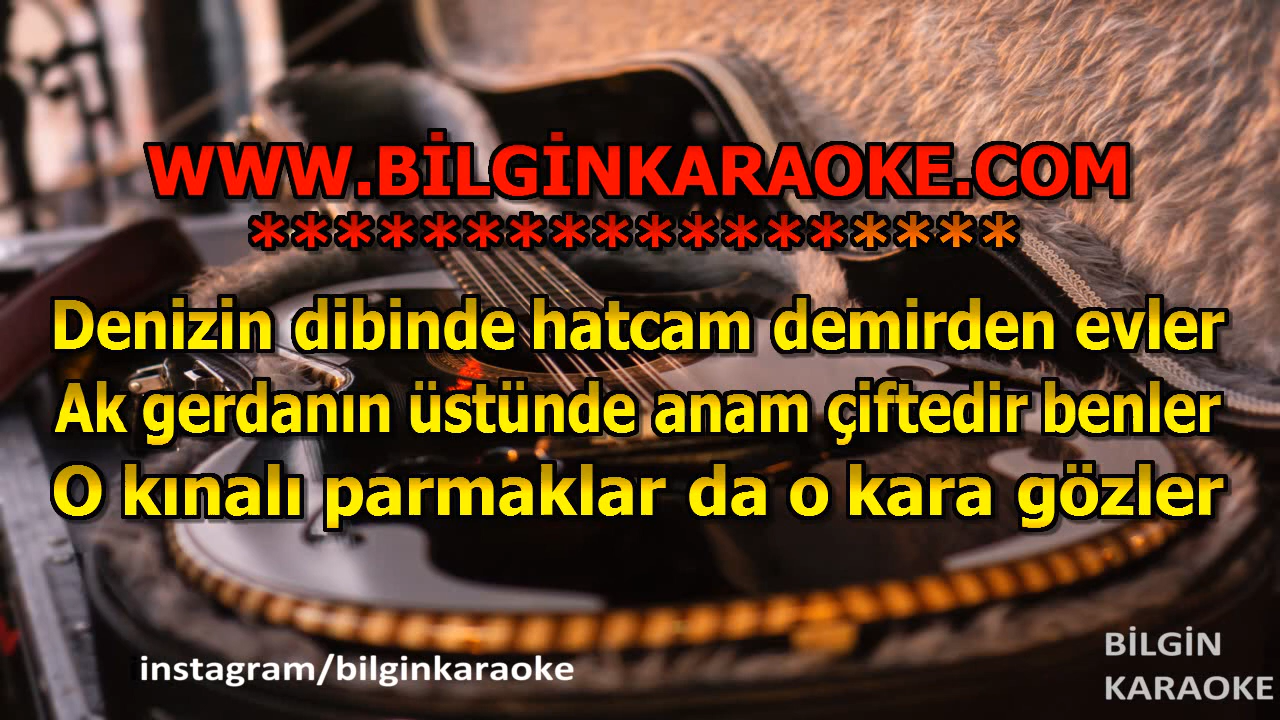 WWW.BİLGİNKARAOKE.COM
******************
Denizin dibinde hatcam demirden evler
Ak gerdanın üstünde anam çiftedir benler
O kınalı parmaklar da o kara gözler
instagram/bilginkaraoke
BİLGİN
KARAOKE